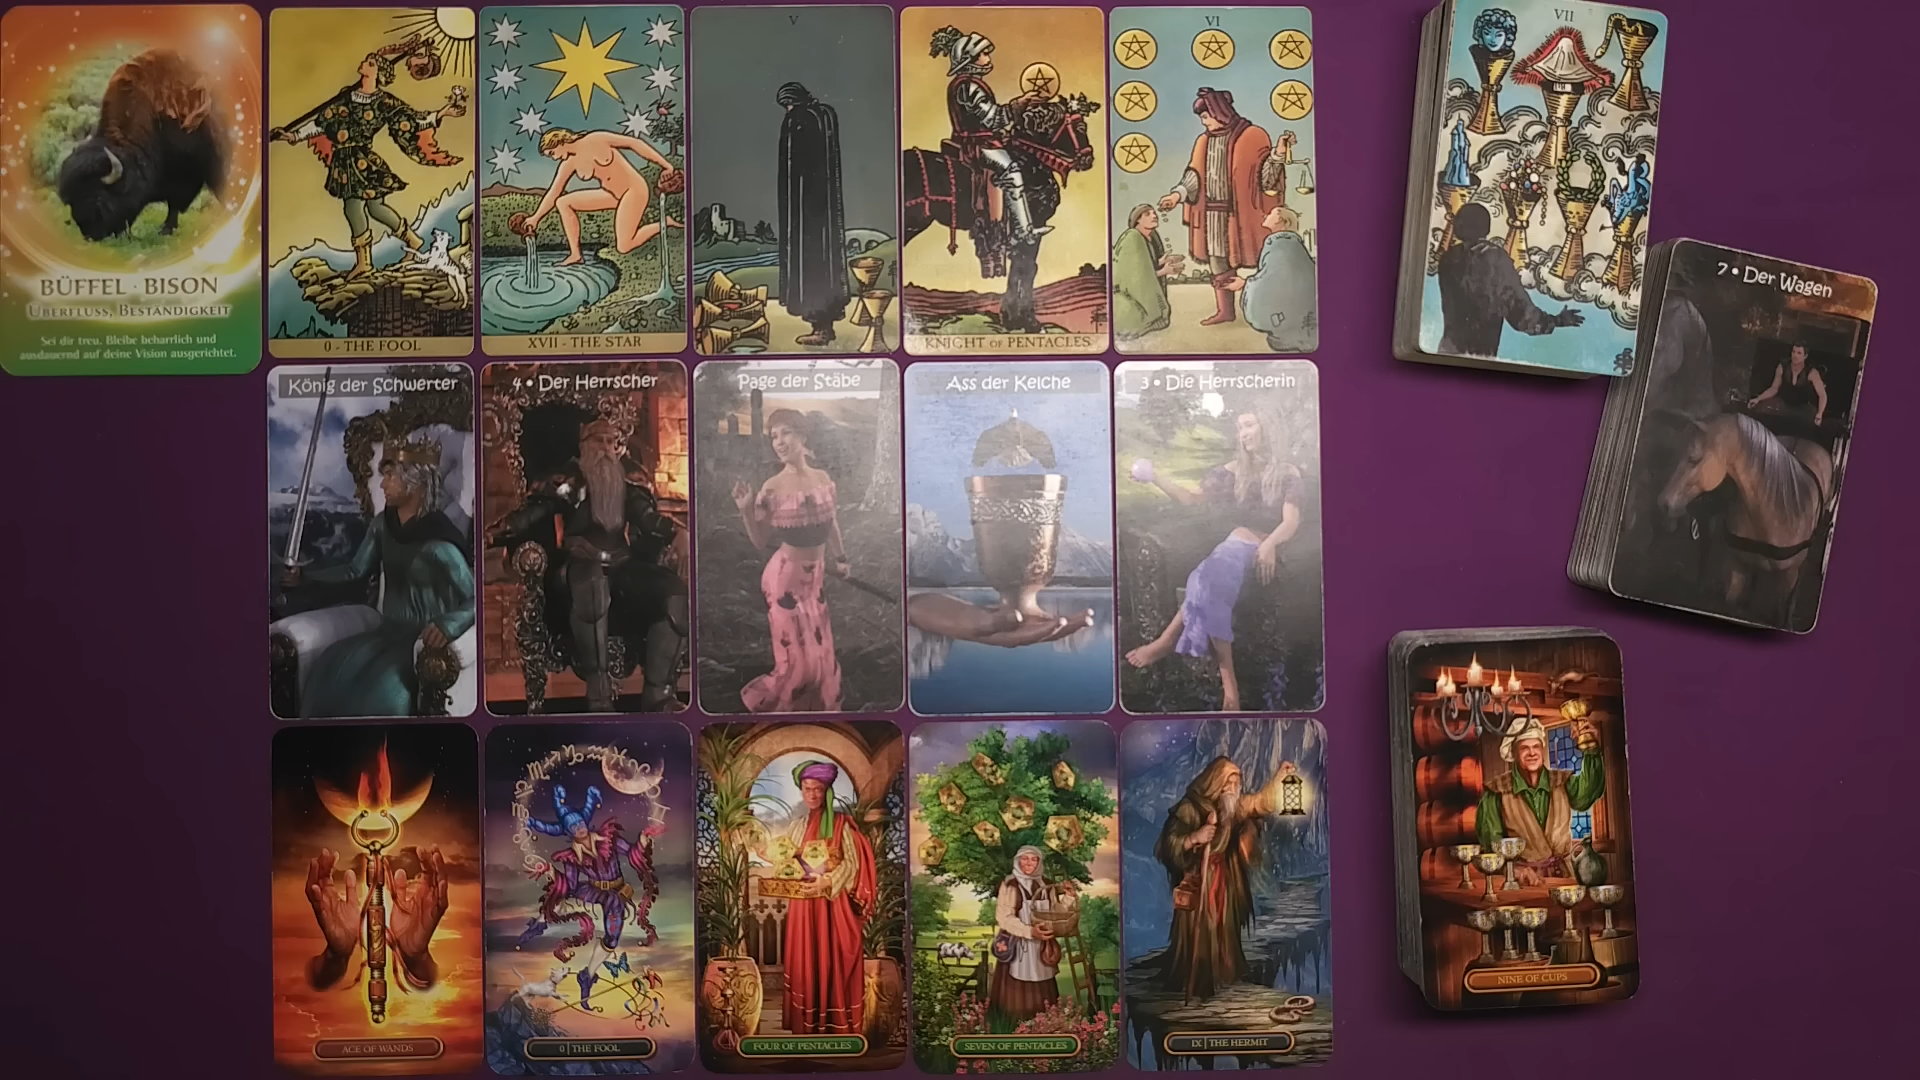 BÜFFEL · BISON
ÜBERFLUSS, BESTÄNDIGKEIT
Sei dir treu. Bleibe beharrlich und
ausdauernd auf deine Vision ausgerichtet.
0 - THE FOOL
XVII - THE STAR
V
KNIGHT OF PENTACLES
VI
VII
7 • Der Wagen
König der Schwerter
4 • Der Herrscher
Page der Stäbe
Ass der Kelche
3 • Die Herrscherin
ACE OF WANDS
0 | THE FOOL
FOUR OF PENTACLES
SEVEN OF PENTACLES
IX | THE HERMIT
NINE OF CUPS